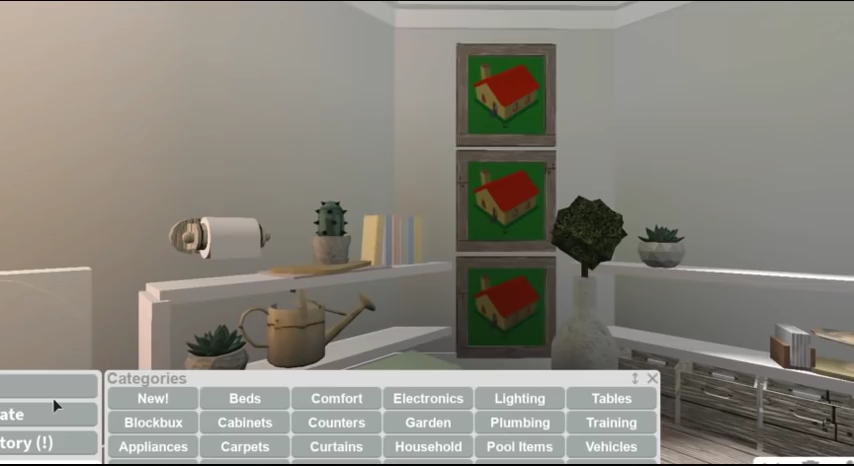 Categories
New! Beds Comfort Electronics Lighting Tables
ate Blockbux Cabinets Counters Garden Plumbing Training
tory (!) Appliances Carpets Curtains Household Pool Items Vehicles